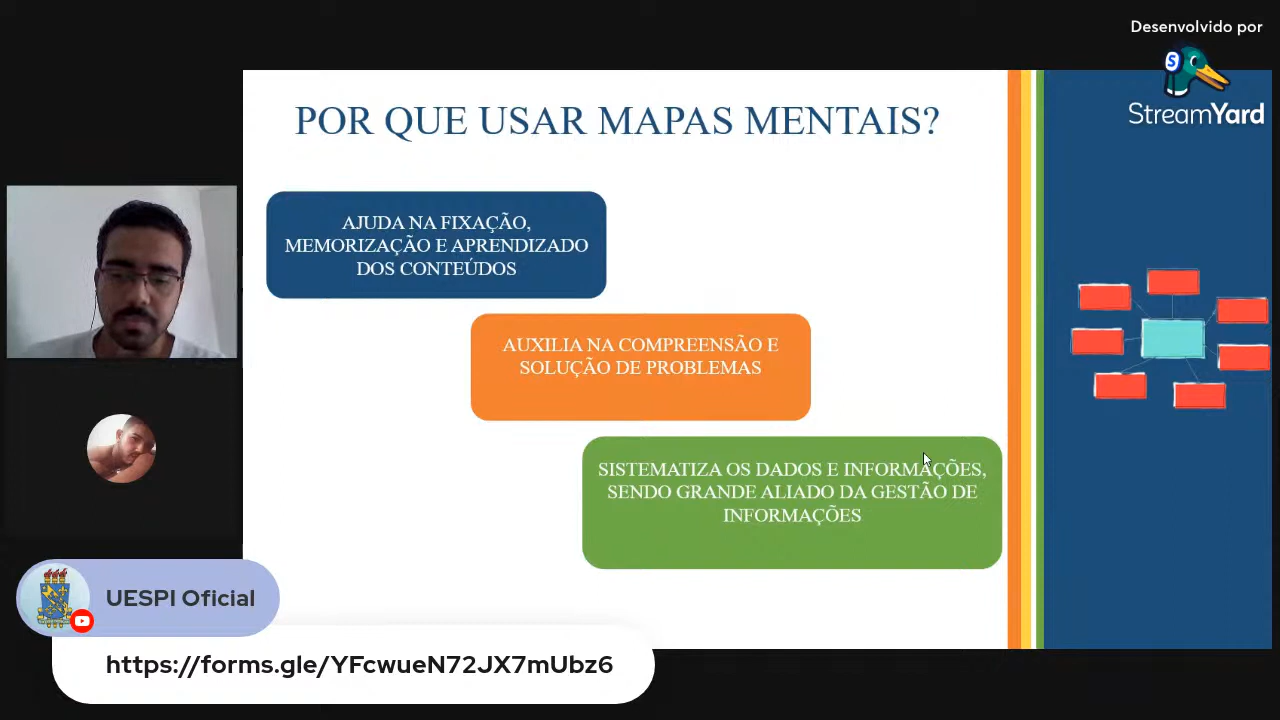 Desenvolvido por
StreamYard
POR QUE USAR MAPAS MENTAIS?
AJUDA NA FIXAÇÃO,
MEMORIZAÇÃO E APRENDIZADO
DOS CONTEÚDOS
AUXILIA NA COMPREENSÃO E
SOLUÇÃO DE PROBLEMAS
SISTEMATIZA OS DADOS E INFORMAÇÕES,
SENDO GRANDE ALIADO DA GESTÃO DE
INFORMAÇÕES
UESPI Oficial
https://forms.gle/YFcwueN72JX7mUbz6